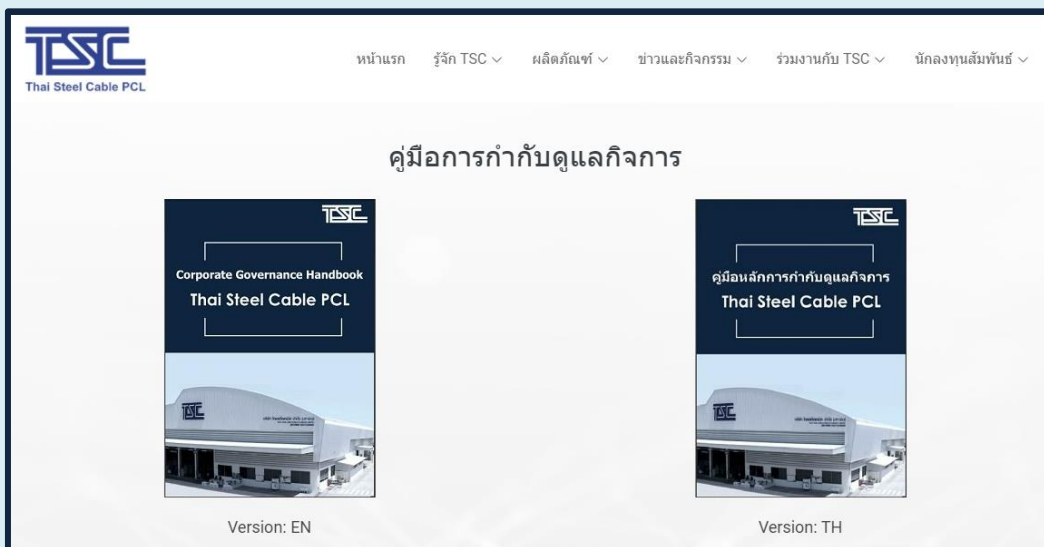 TSC
Thai Steel Cable PCL
หน้าแรก รู้จัก TSC ผลิตภัณฑ์ ข่าวและกิจกรรม ร่วมงานกับ TSC นักลงทุนสัมพันธ์
คู่มือการกำกับดูแลกิจการ
TSC
Corporate Governance Handbook
Thai Steel Cable PCL
TSC
Version: EN
TSC
คู่มือหลักการกำกับดูแลกิจการ
Thai Steel Cable PCL
TSC
Version: TH